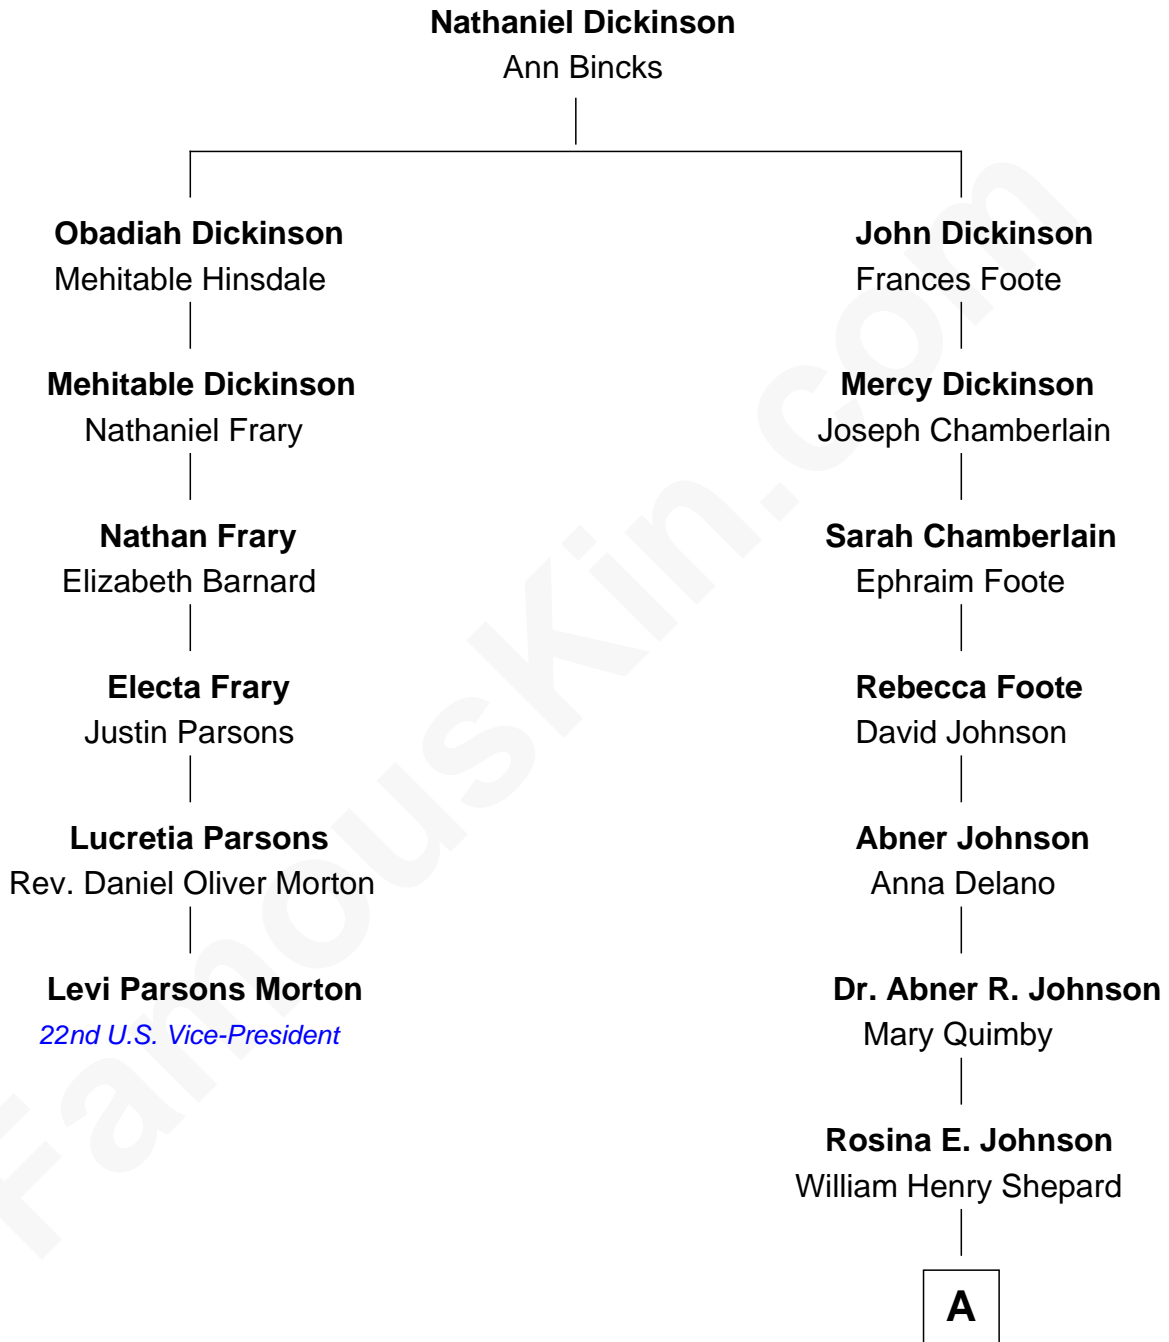 Nathaniel Dickinson
Ann Bincks
Obadiah Dickinson
Mehitable Hinsdale
John Dickinson
Frances Foote
Mehitable Dickinson
Nathaniel Frary
Mercy Dickinson
Joseph Chamberlain
Nathan Frary
Elizabeth Barnard
Sarah Chamberlain
Ephraim Foote
Electa Frary
Justin Parsons
Rebecca Foote
David Johnson
Lucretia Parsons
Rev. Daniel Oliver Morton
Abner Johnson
Anna Delano
Levi Parsons Morton
22nd U.S. Vice-President
Dr. Abner R. Johnson
Mary Quimby
Rosina E. Johnson
William Henry Shepard
A
FamousKin.com